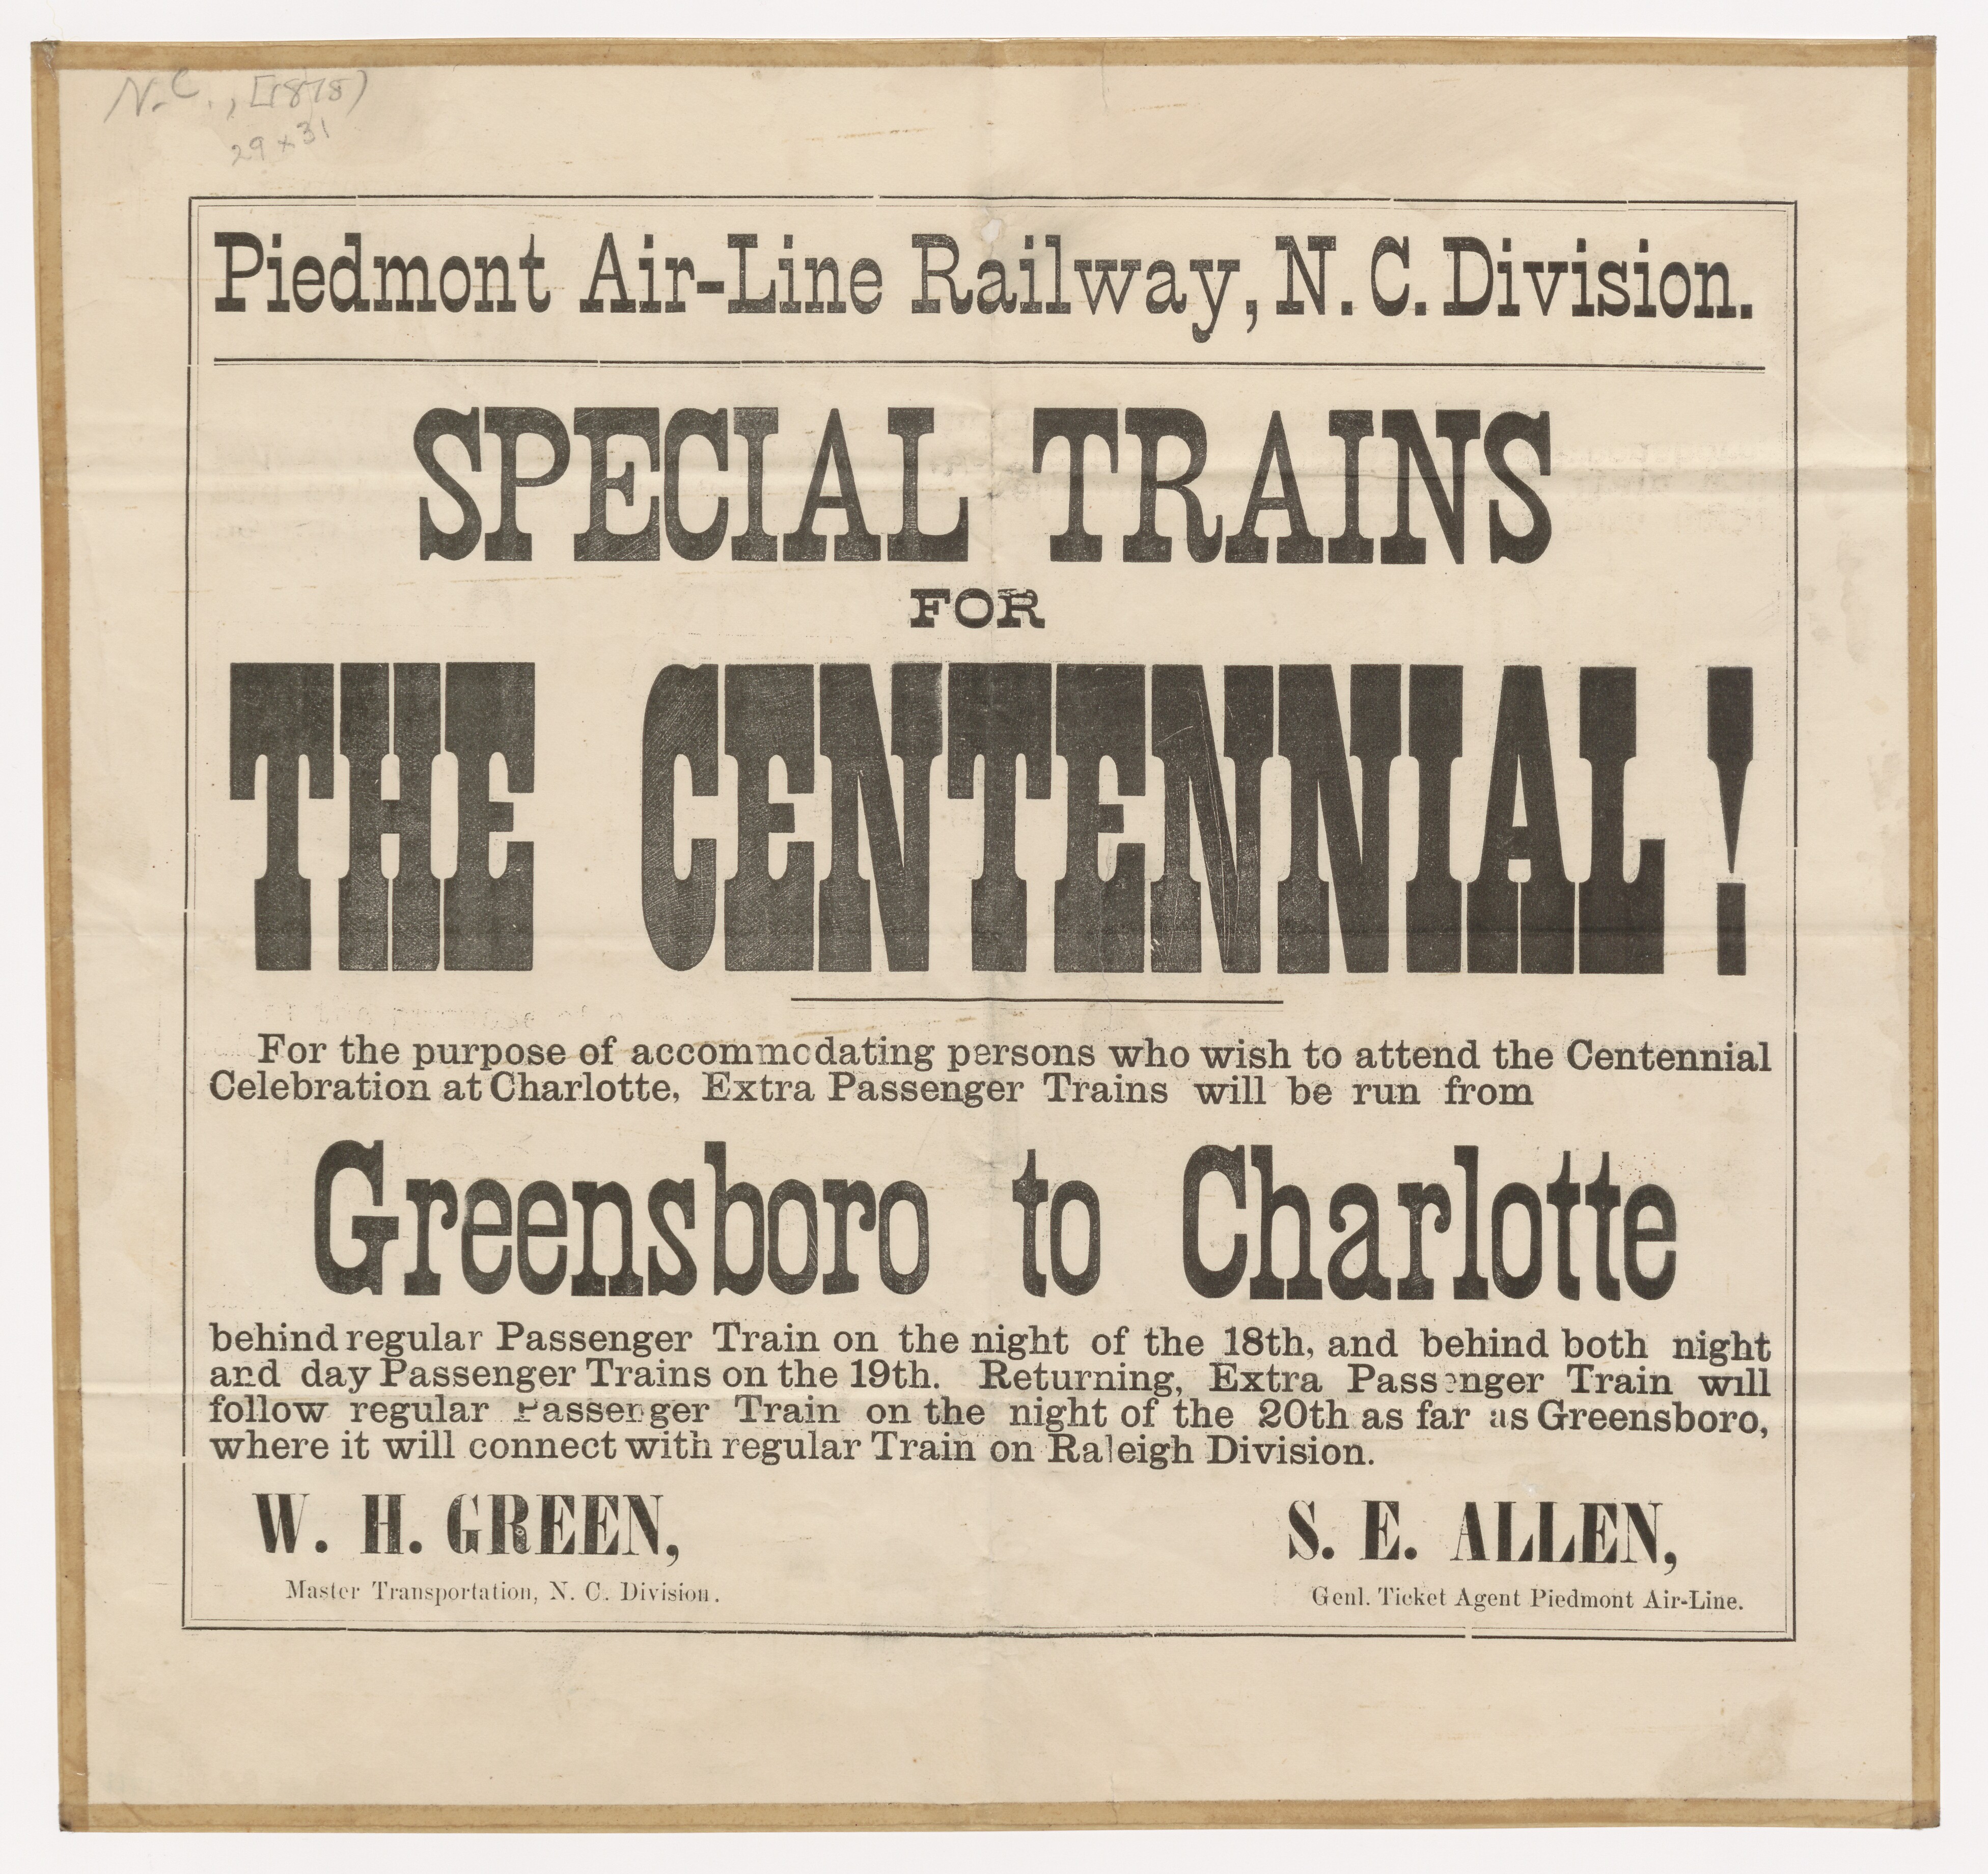 N.C., [1875)
29 x 31
Piedmont Air-Line Railway, N. C. Division.
SPECIAL TRAINS
FOR
THE CENTENNIAL!
For the purpose of accommodating persons who wish to attend the Centennial
Celebration at Charlotte, Extra Passenger Trains will be run from
Greensboro to Charlotte
behind regular Passenger Train on the night of the 18th, and behind both night
and day Passenger Trains on the 19th. Returning, Extra Passenger Train will
follow regular Passenger Train on the night of the 20th as far as Greensboro,
where it will connect with regular Train on Raleigh Division.
W. H. GREEN,
Master Transportation, N. C. Division.
S. E. ALLEN,
Genl. Ticket Agent Piedmont Air-Line.